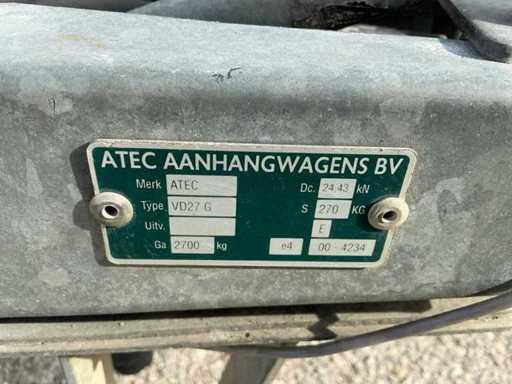 ATEC AANHANGWAGENS BV
Merk ATEC Dc. 24.43 kN
Type VD27 G S 270 KG
Uitv. E
Ga 2700 kg e4 00 - 4234